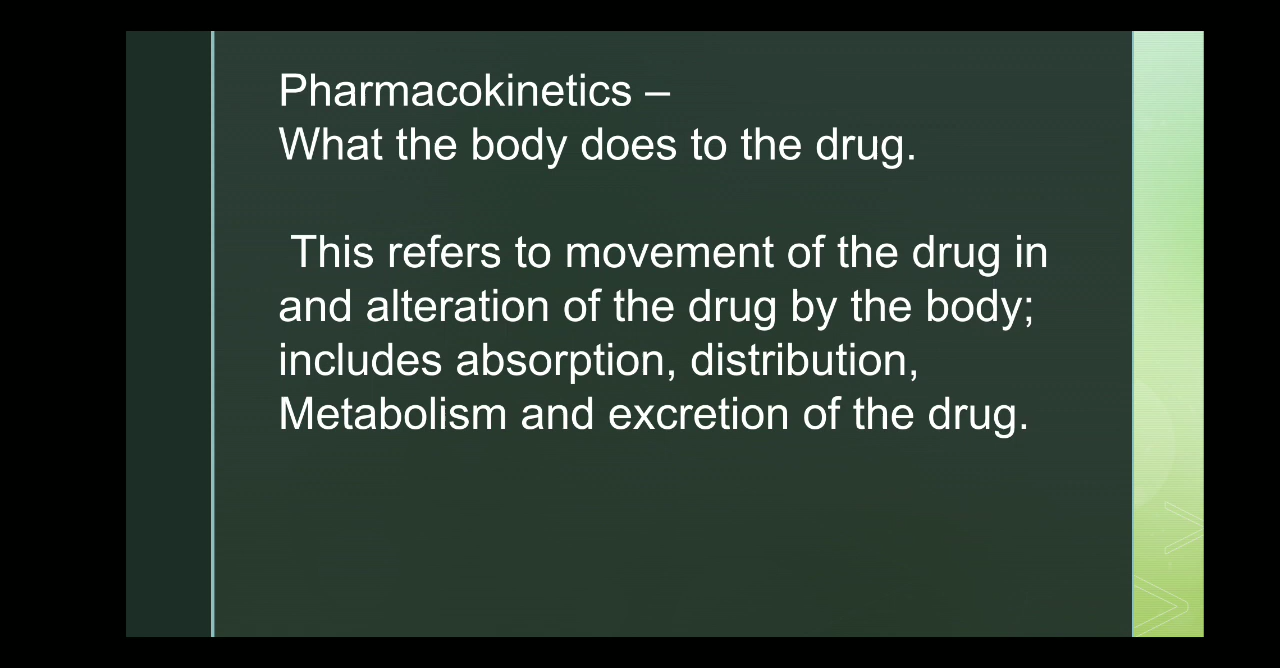 Pharmacokinetics –
What the body does to the drug.
This refers to movement of the drug in
and alteration of the drug by the body;
includes absorption, distribution,
Metabolism and excretion of the drug.